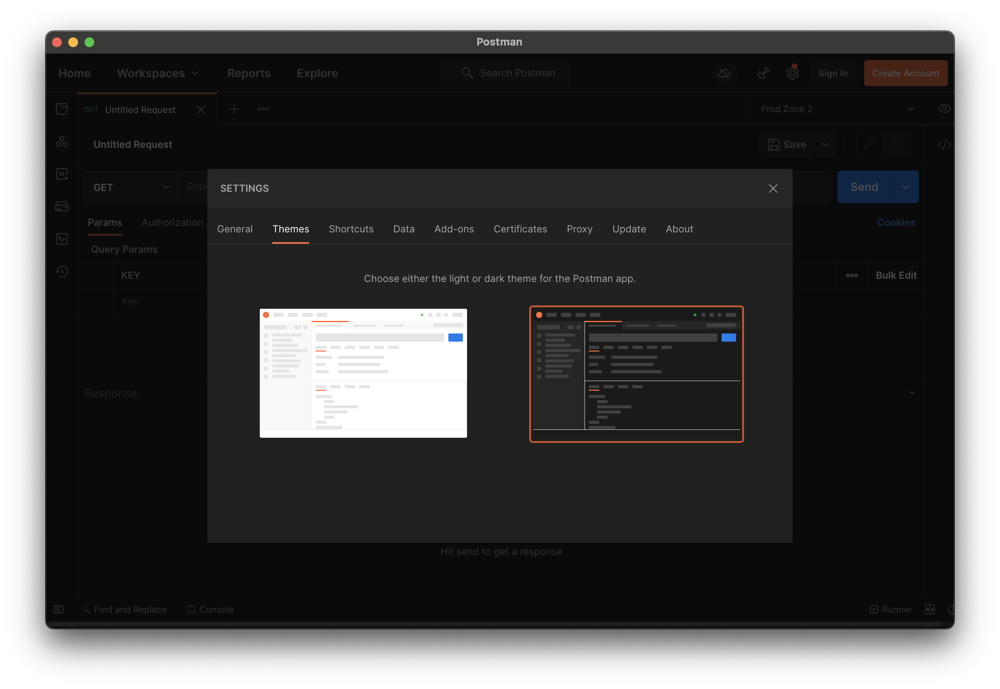 Postman
Home Workspaces Reports Explore Search Postman Sign In Create Account
GET Untitled Request Prod Zone 2
Untitled Request Save
GET Ente Send
SETTINGS
Params Authorization Cookies
General Themes Shortcuts Data Add-ons Certificates Proxy Update About
Query Params
KEY Bulk Edit
Key
Choose either the light or dark theme for the Postman app.
Response
Hit send to get a response
Find and Replace Console Runner